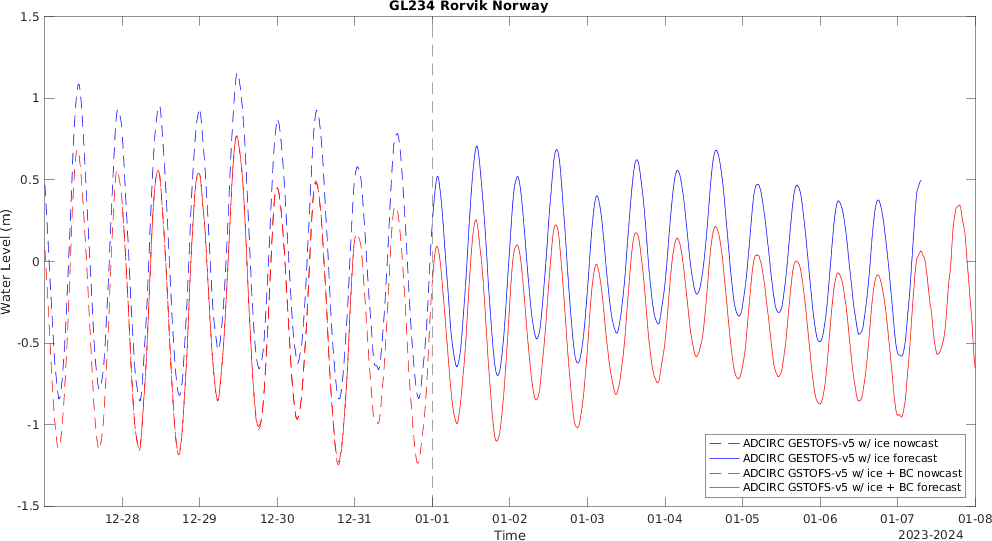 GL234 Rorvik Norway
Water Level (m)
1.5
1
0.5
0
-0.5
-1
-1.5
ADCIRC GESTOFS-v5 w/ ice nowcast
ADCIRC GESTOFS-v5 w/ ice forecast
ADCIRC GSTOFS-v5 w/ ice + BC nowcast
ADCIRC GSTOFS-v5 w/ ice + BC forecast
12-28 12-29 12-30 12-31 01-01 01-02 01-03 01-04 01-05 01-06 01-07 01-08
Time
2023-2024